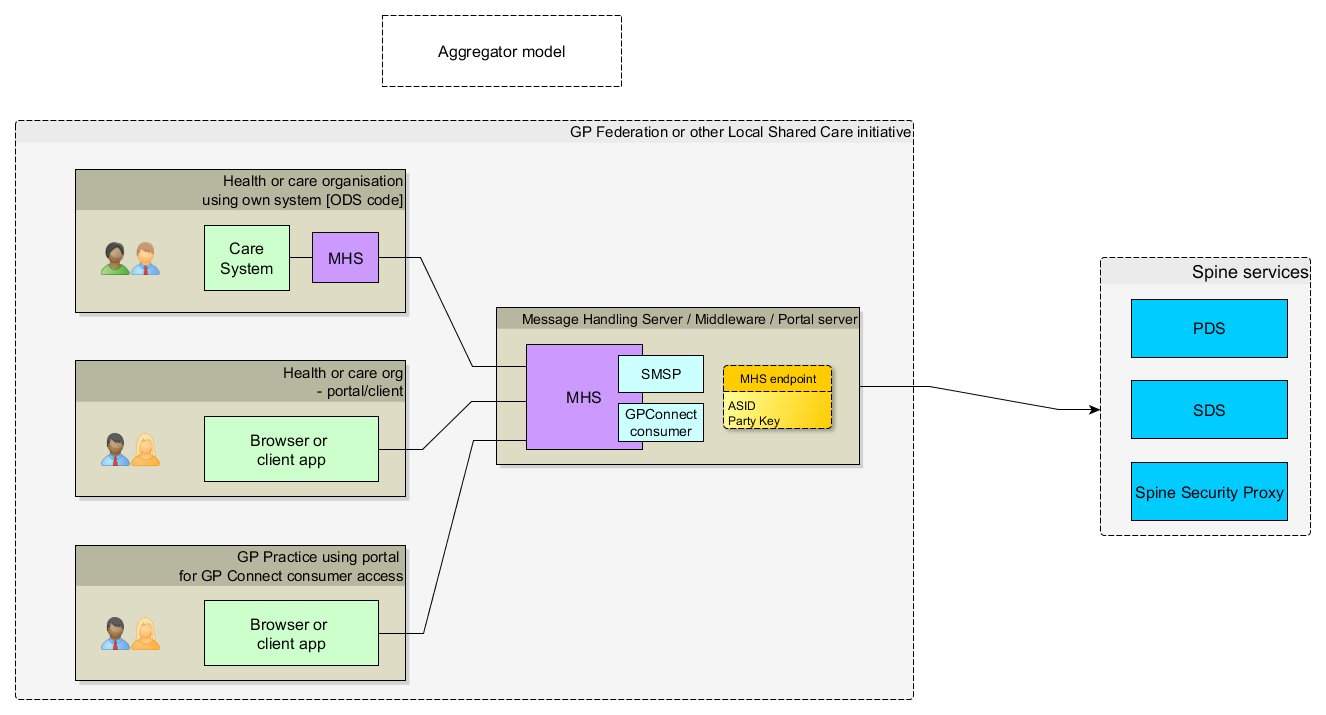 Aggregator model
GP Federation or other Local Shared Care initiative
Health or care organisation
using own system [ODS code]
Care
System
MHS
Health or care org
- portal/client
Browser or
client app
GP Practice using portal
for GP Connect consumer access
Browser or
client app
Message Handling Server / Middleware / Portal server
MHS
SMSP
GPConnect
consumer
MHS endpoint
ASID
Party Key
Spine services
PDS
SDS
Spine Security Proxy